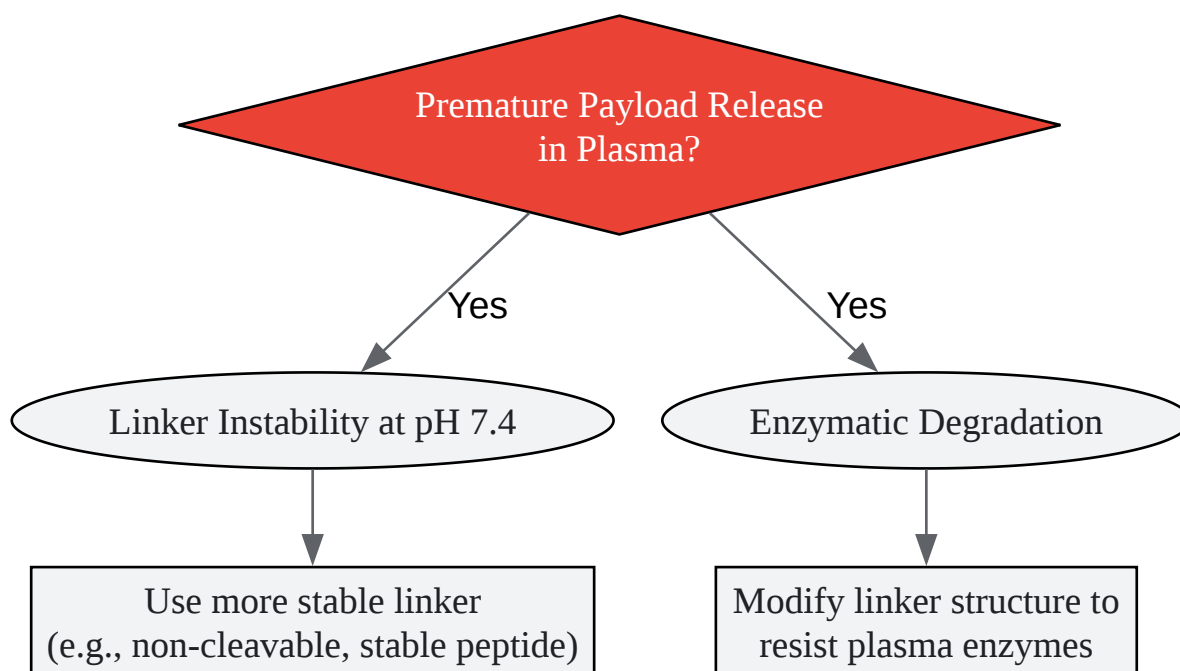 Premature Payload Release
in Plasma?
Yes
Yes
Linker Instability at pH 7.4
Enzymatic Degradation
Use more stable linker
(e.g., non-cleavable, stable peptide)
Modify linker structure to
resist plasma enzymes